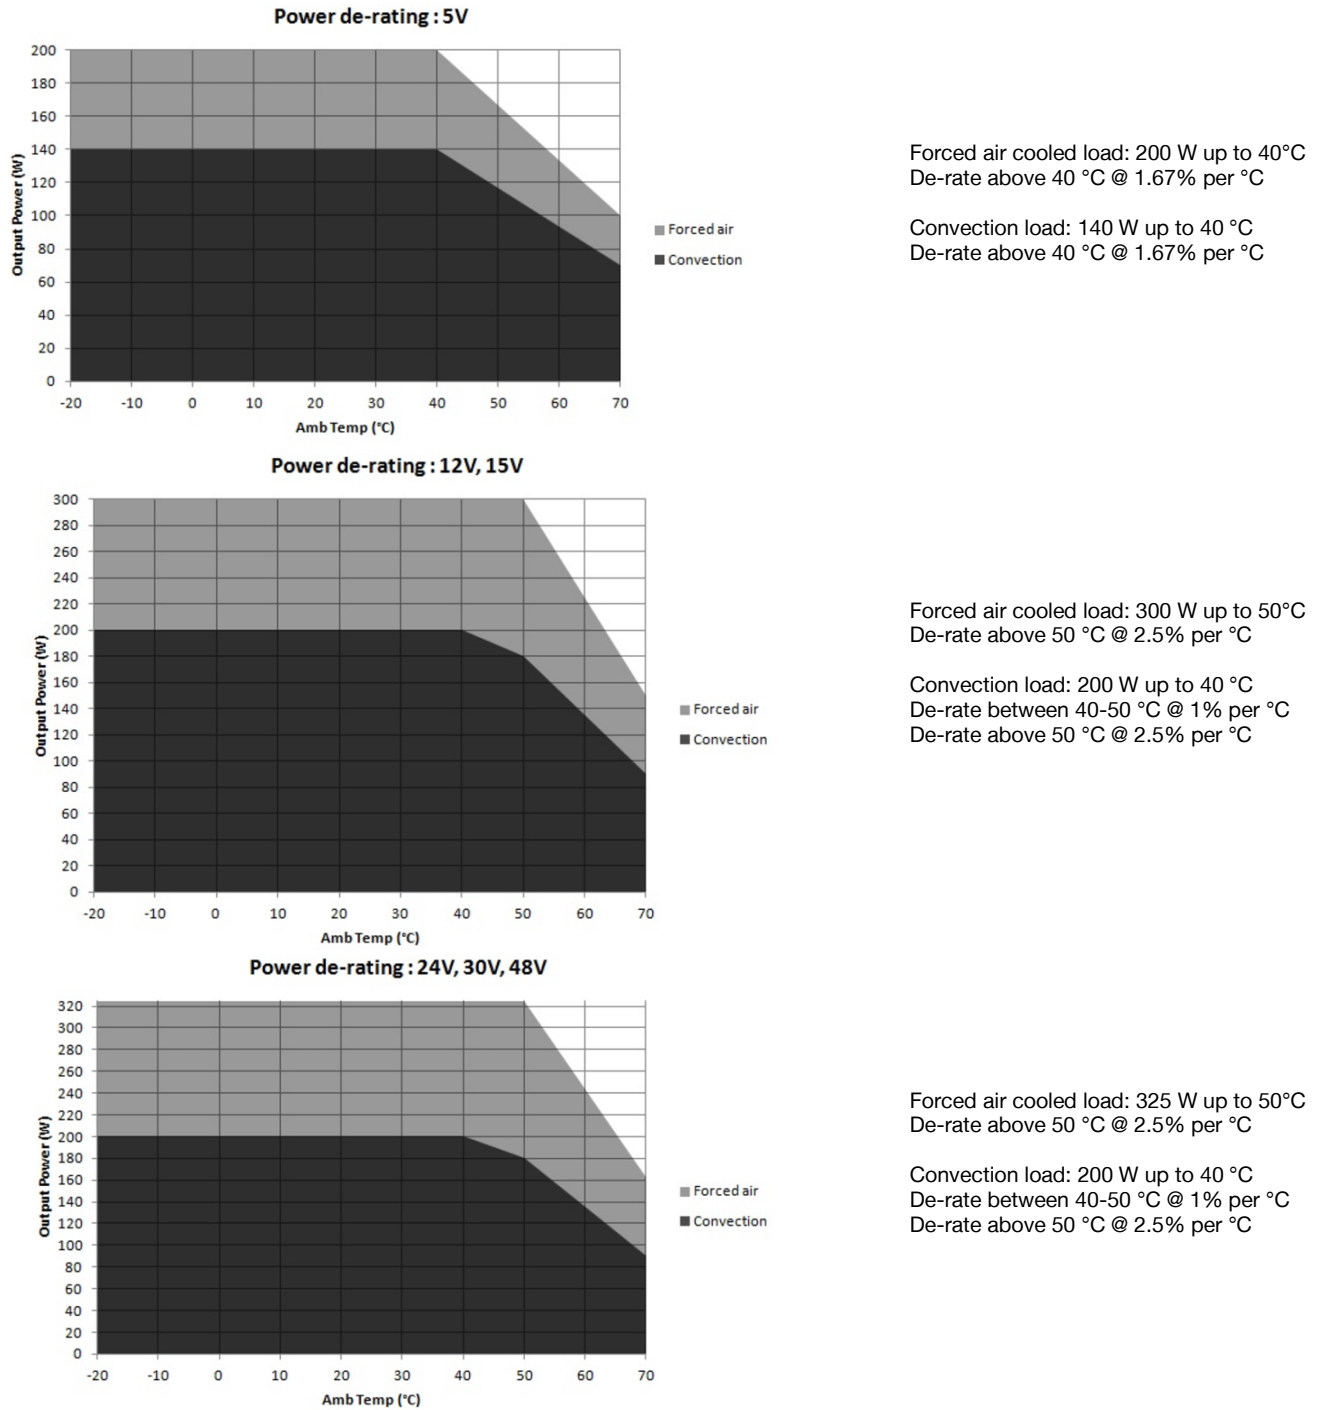 Power de-rating : 5V
200
180
160
140
120
100
80
60
40
20
0
Output Power (W)
-20 -10 0 10 20 30 40 50 60 70
Amb Temp (°C)
Forced air
Convection
Forced air cooled load: 200 W up to 40°C
De-rate above 40 °C @ 1.67% per °C
Convection load: 140 W up to 40 °C
De-rate above 40 °C @ 1.67% per °C
Power de-rating : 12V, 15V
300
280
260
240
220
200
180
160
140
120
100
80
60
40
20
0
Output Power (W)
-20 -10 0 10 20 30 40 50 60 70
Amb Temp (°C)
Forced air
Convection
Forced air cooled load: 300 W up to 50°C
De-rate above 50 °C @ 2.5% per °C
Convection load: 200 W up to 40 °C
De-rate between 40-50 °C @ 1% per °C
De-rate above 50 °C @ 2.5% per °C
Power de-rating : 24V, 30V, 48V
320
300
280
260
240
220
200
180
160
140
120
100
80
60
40
20
0
Output Power (W)
-20 -10 0 10 20 30 40 50 60 70
Amb Temp (°C)
Forced air
Convection
Forced air cooled load: 325 W up to 50°C
De-rate above 50 °C @ 2.5% per °C
Convection load: 200 W up to 40 °C
De-rate between 40-50 °C @ 1% per °C
De-rate above 50 °C @ 2.5% per °C